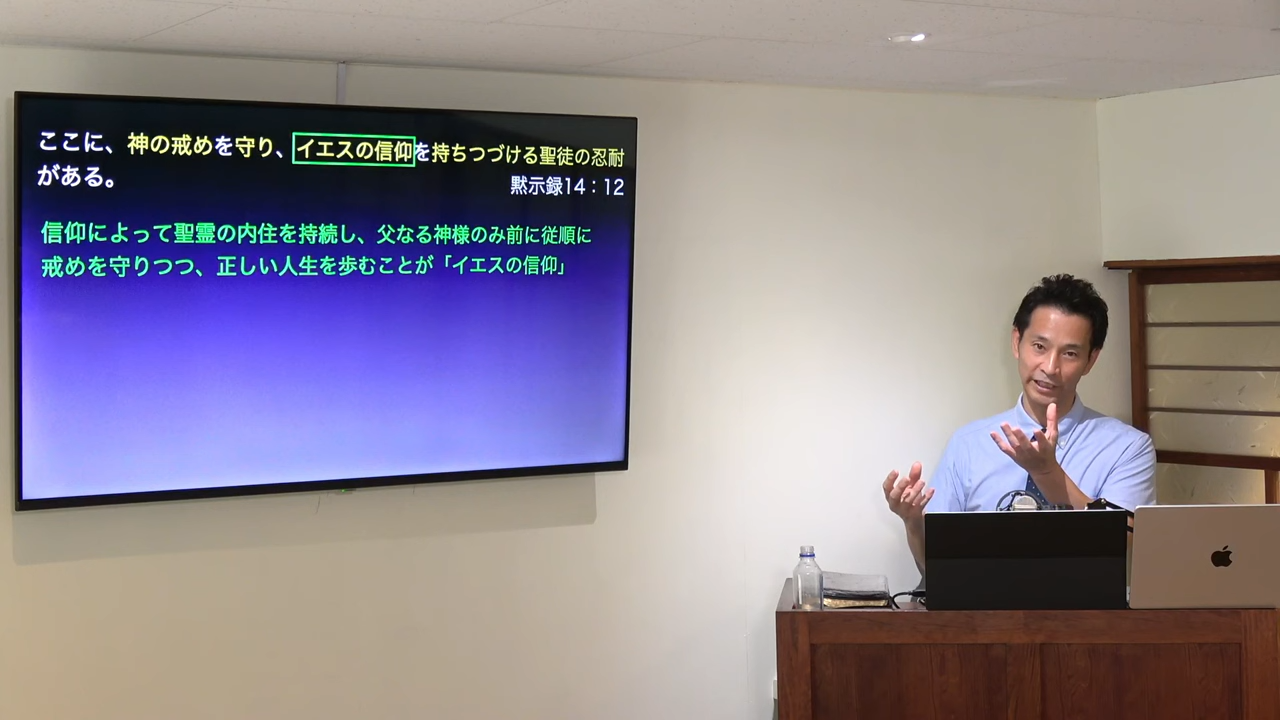 ここに、神の戒めを守り、イエスの信仰を持ちつづける聖徒の忍耐
がある。
黙示録14：12
信仰によって聖霊の内住を持続し、父なる神様のみ前に従順に
戒めを守りつつ、正しい人生を歩むことが「イエスの信仰」